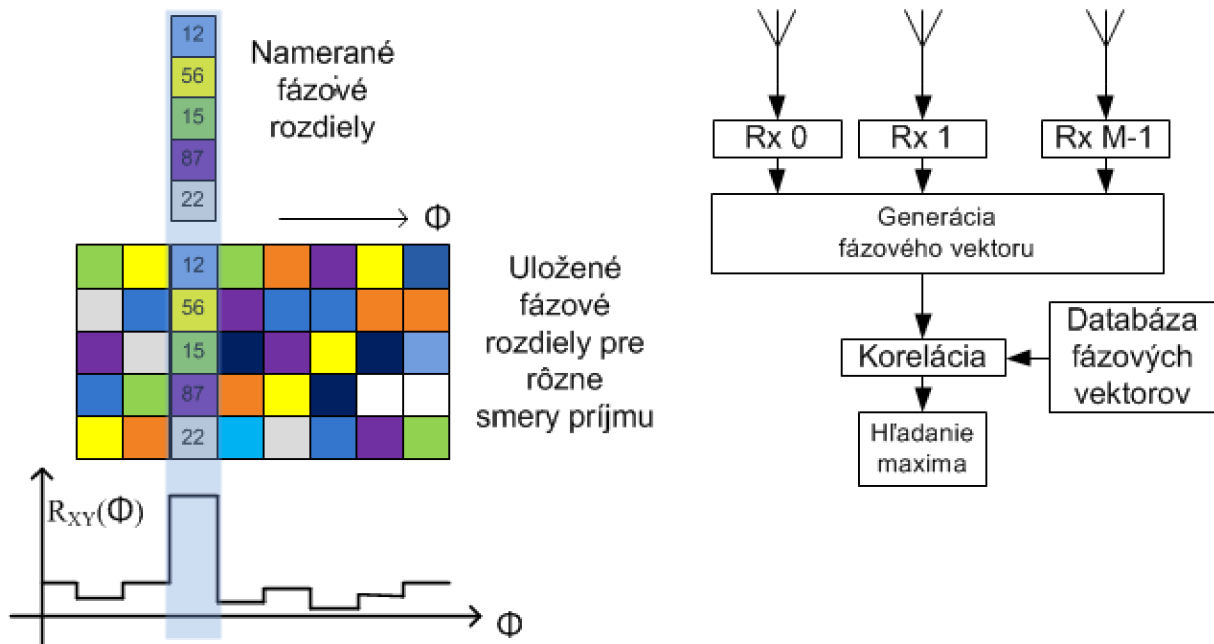 12
56
15
87
22
Namerané
fázové
rozdiely
Φ
12
56
15
87
22
Uložené
fázové
rozdiely pre
rôzne
smery príjmu
R_XY(Φ)
Φ
Rx 0
Rx 1
Rx M-1
Generácia
fázového vektoru
Korelácia
Databáza
fázových
vektorov
Hľadanie
maxima